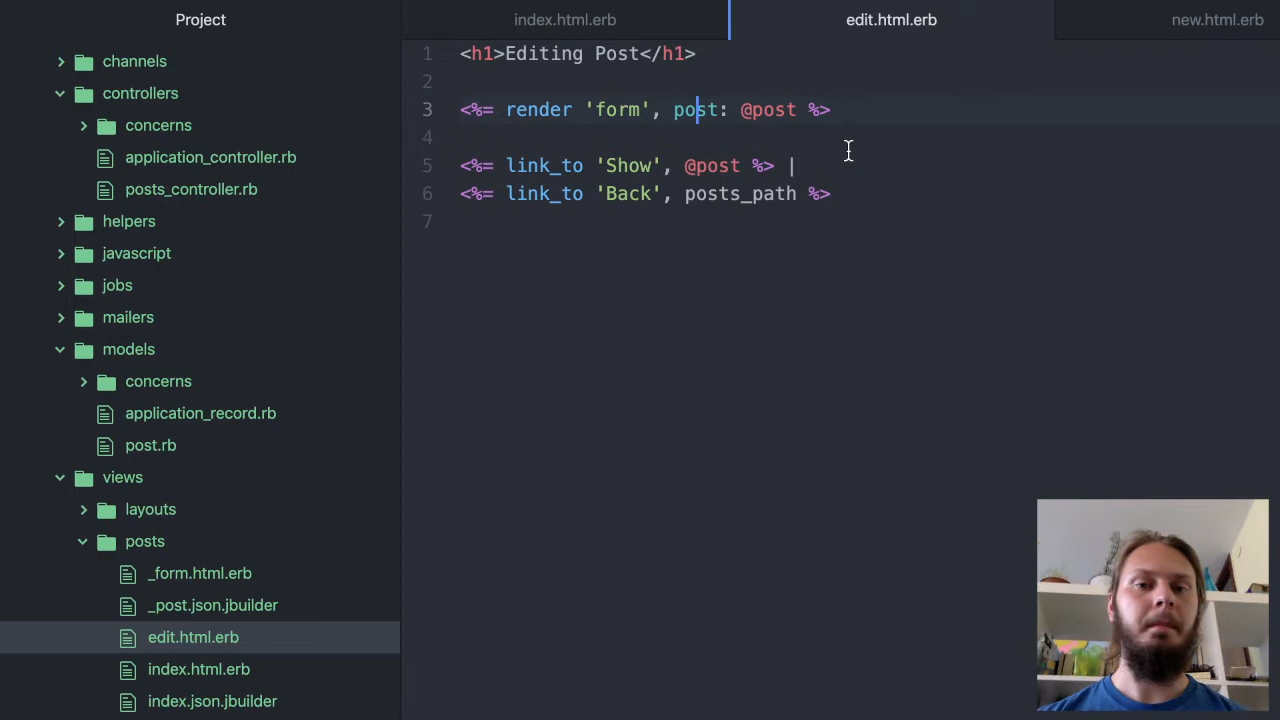 Project
channels
controllers
concerns
application_controller.rb
posts_controller.rb
helpers
javascript
jobs
mailers
models
concerns
application_record.rb
post.rb
views
layouts
posts
_form.html.erb
_post.json.jbuilder
edit.html.erb
index.html.erb
index.json.jbuilder
index.html.erb
edit.html.erb
new.html.erb
1 <h1>Editing Post</h1>
2
3 <%= render 'form', post: @post %>
4
5 <%= link_to 'Show', @post %> |
6 <%= link_to 'Back', posts_path %>
7